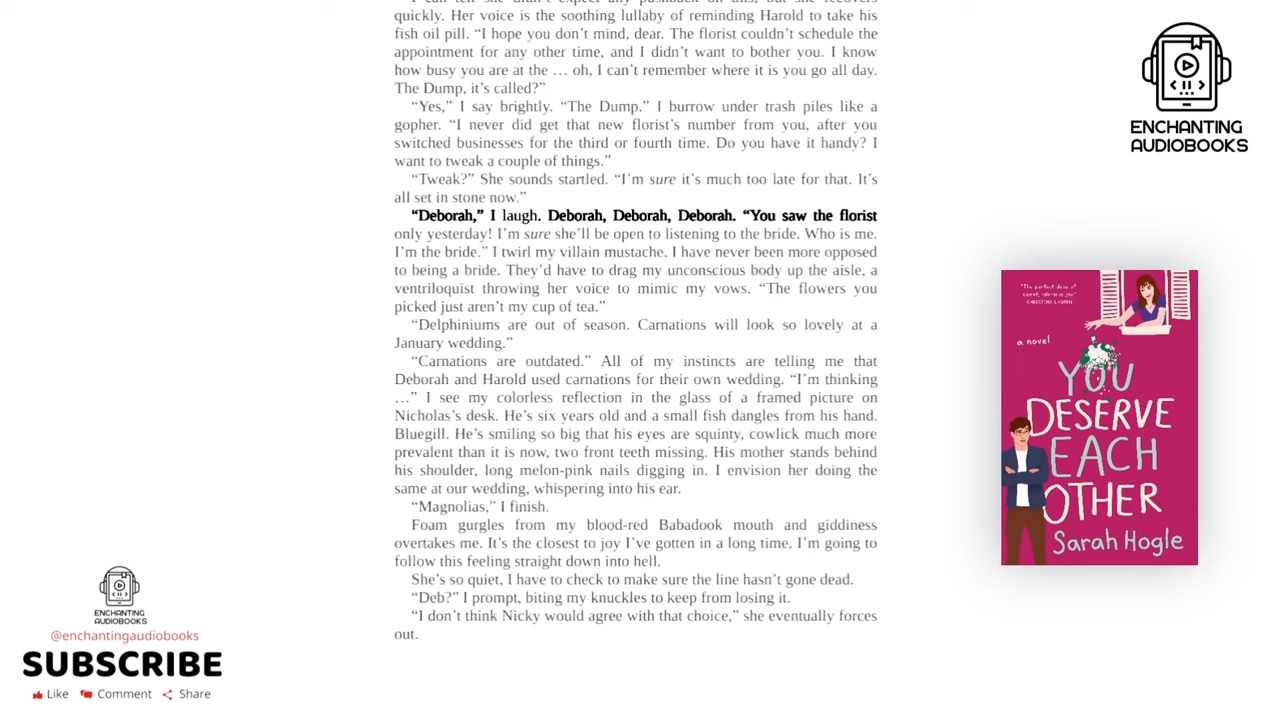 quickly. Her voice is the soothing lullaby of reminding Harold to take his
fish oil pill. “I hope you don’t mind, dear. The florist couldn’t schedule the
appointment for any other time, and I didn’t want to bother you. I know
how busy you are at the … oh, I can’t remember where it is you go all day.
The Dump, it’s called?”
“Yes,” I say brightly. “The Dump.” I burrow under trash piles like a
gopher. “I never did get that new florist’s number from you, after you
switched businesses for the third or fourth time. Do you have it handy? I
want to tweak a couple of things.”
“Tweak?” She sounds startled. “I’m sure it’s much too late for that. It’s
all set in stone now.”
“Deborah,” I laugh. Deborah, Deborah, Deborah. “You saw the florist
only yesterday! I’m sure she’ll be open to listening to the bride. Who is me.
I’m the bride.” I twirl my villain mustache. I have never been more opposed
to being a bride. They’d have to drag my unconscious body up the aisle, a
ventriloquist throwing her voice to mimic my vows. “The flowers you
picked just aren’t my cup of tea.”
“Delphiniums are out of season. Carnations will look so lovely at a
January wedding.”
“Carnations are outdated.” All of my instincts are telling me that
Deborah and Harold used carnations for their own wedding. “I’m thinking
…” I see my colorless reflection in the glass of a framed picture on
Nicholas’s desk. He’s six years old and a small fish dangles from his hand.
Bluegill. He’s smiling so big that his eyes are squinty, cowlick much more
prevalent than it is now, two front teeth missing. His mother stands behind
his shoulder, long melon-pink nails digging in. I envision her doing the
same at our wedding, whispering into his ear.
“Magnolias,” I finish.
Foam gurgles from my blood-red Babadook mouth and giddiness
overtakes me. It’s the closest to joy I’ve gotten in a long time. I’m going to
follow this feeling straight down into hell.
She’s so quiet, I have to check to make sure the line hasn’t gone dead.
“Deb?” I prompt, biting my knuckles to keep from losing it.
“I don’t think Nicky would agree with that choice,” she eventually forces
out.
ENCHANTING
AUDIOBOOKS
a novel
YOU
DESERVE
EACH
OTHER
Sarah Hogle
ENCHANTING
AUDIOBOOKS
@enchantingaudiobooks
SUBSCRIBE
Like Comment Share